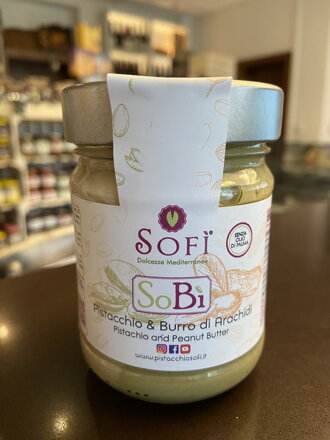 SOFÌ
Dolcezze Mediterranee
SENZA
OLIO
DI PALMA
SoBì
Pistacchio & Burro di Arachidi
Pistachio and Peanut Butter
www.pistacchiosofi.it